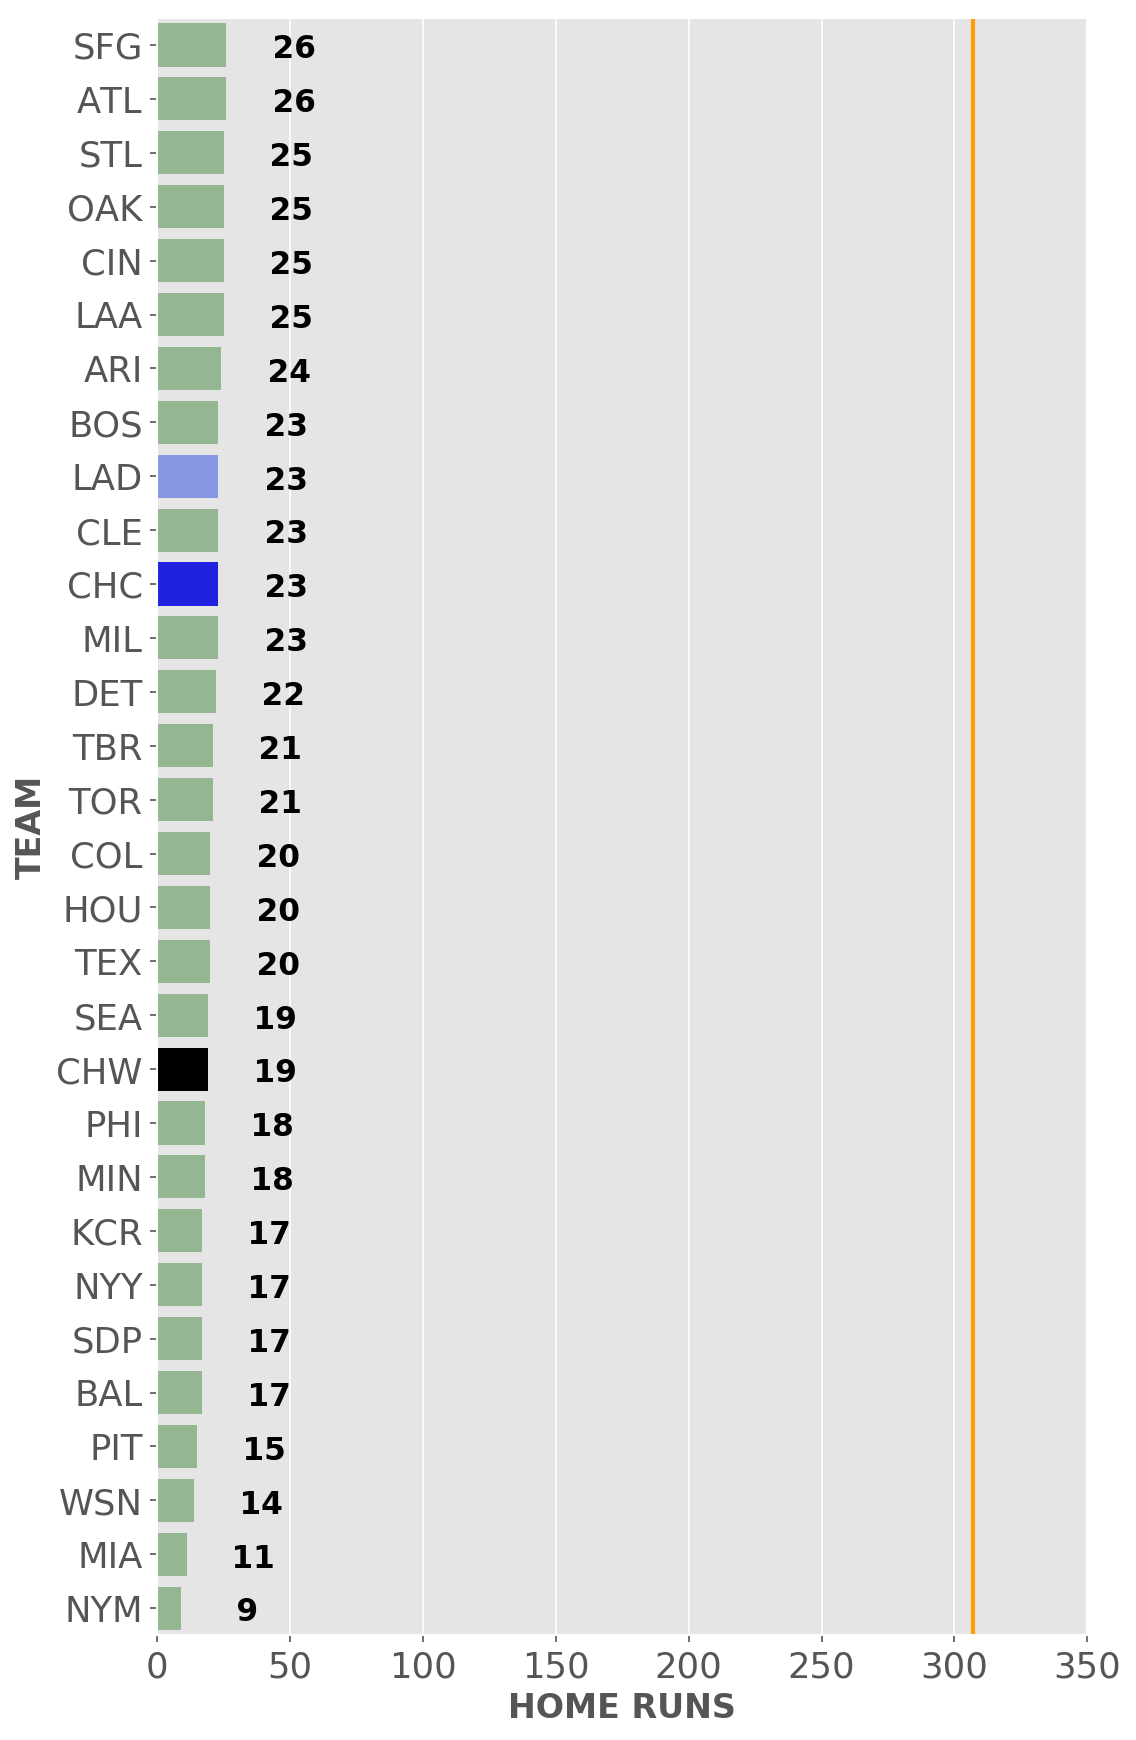 SFG 26
ATL 26
STL 25
OAK 25
CIN 25
LAA 25
ARI 24
BOS 23
LAD 23
CLE 23
CHC 23
MIL 23
DET 22
TBR 21
TOR 21
COL 20
HOU 20
TEX 20
SEA 19
CHW 19
PHI 18
MIN 18
KCR 17
NYY 17
SDP 17
BAL 17
PIT 15
WSN 14
MIA 11
NYM 9
TEAM
0 50 100 150 200 250 300 350
HOME RUNS